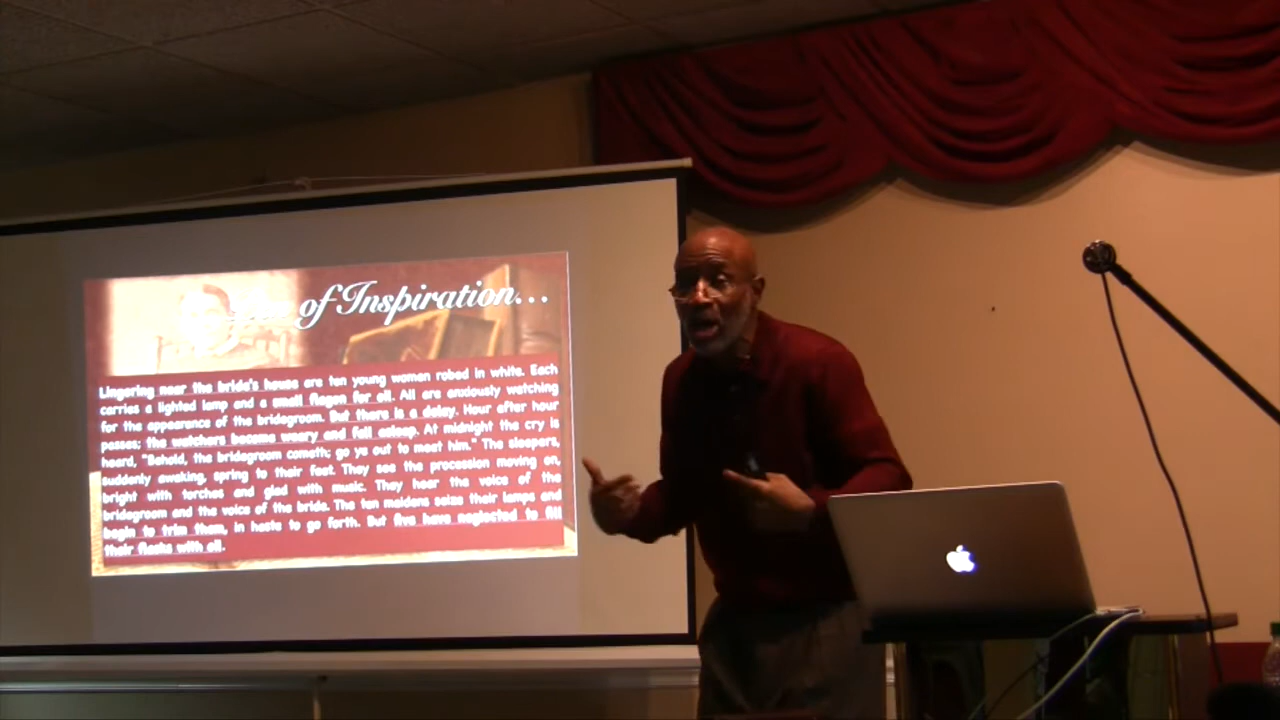 of Inspiration...
Lingering near the bride's house are ten young women robed in white. Each
carries a lighted lamp and a small flagon for oil. All are anxiously watching
for the appearance of the bridegroom. But there is a delay. Hour after hour
passes; the watchers become weary and fall asleep. At midnight the cry is
heard, "Behold, the bridegroom cometh; go ye out to meet him." The sleepers,
suddenly awaking, spring to their feet. They see the procession moving on,
bright with torches and glad with music. They hear the voice of the
bridegroom and the voice of the bride. The ten maidens seize their lamps and
begin to trim them, in haste to go forth. But five have neglected to fill
their flasks with oil.